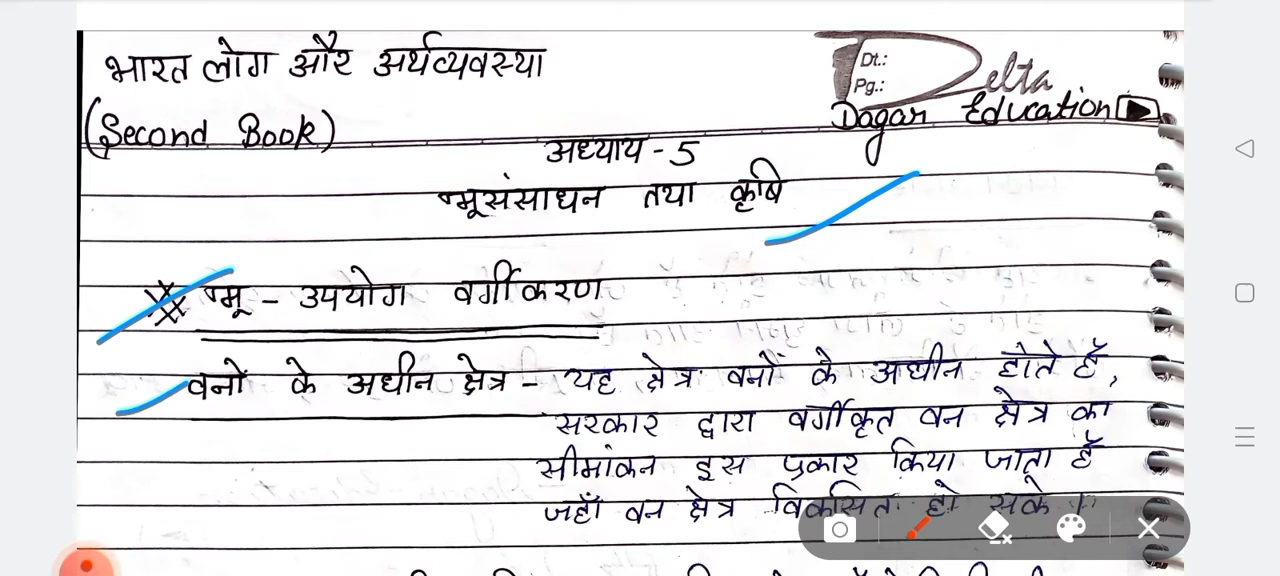 भारत लोग और अर्थव्यवस्था
Dt.:
Pg.:
Delta
(Second Book)
Dagar Education
अध्याय - 5
भूसंसाधन तथा कृषि
भू - उपयोग वर्गीकरण
वनों के अधीन क्षेत्र - यह क्षेत्र वनों के अधीन होते हैं,
सरकार द्वारा वर्गीकृत वन क्षेत्र का
सीमांकन इस प्रकार किया जाता है
जहाँ वन क्षेत्र विकसित हो सके ।